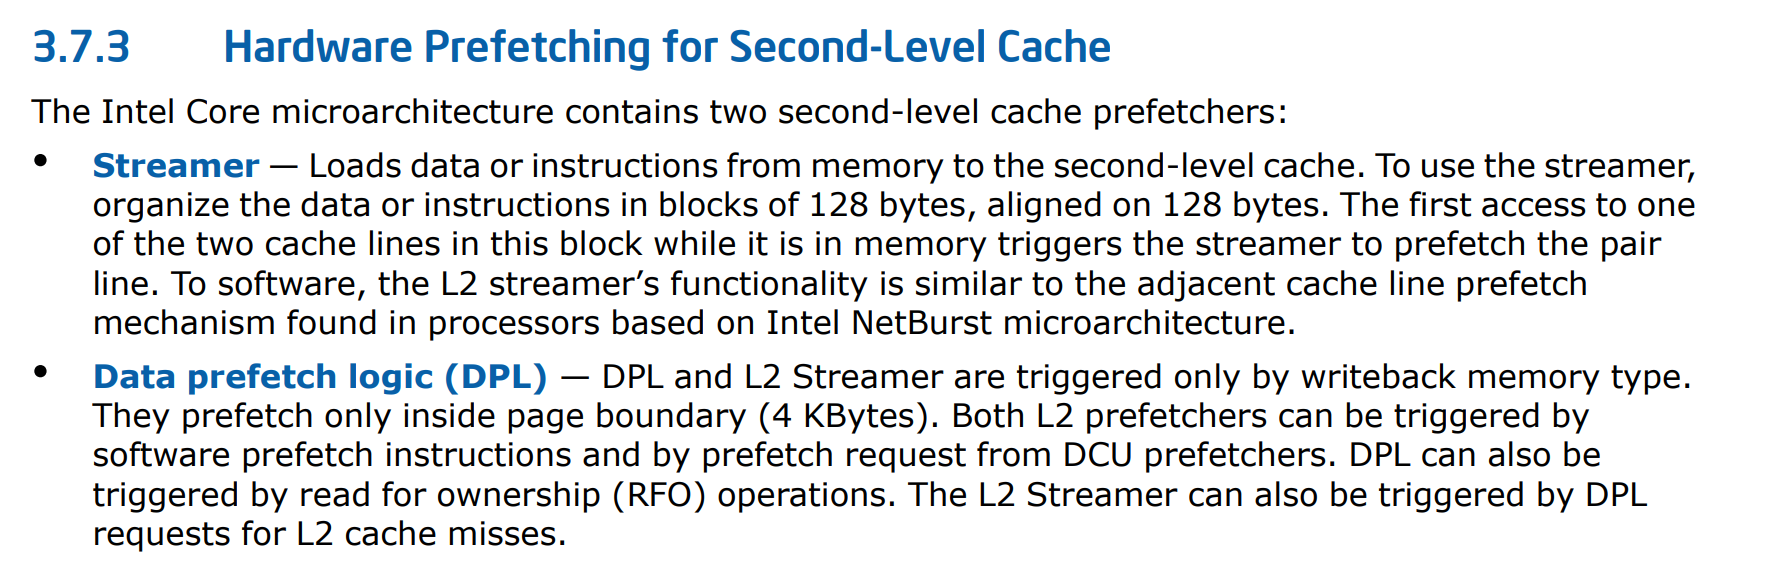 3.7.3 Hardware Prefetching for Second-Level Cache
The Intel Core microarchitecture contains two second-level cache prefetchers:
• Streamer — Loads data or instructions from memory to the second-level cache. To use the streamer,
organize the data or instructions in blocks of 128 bytes, aligned on 128 bytes. The first access to one
of the two cache lines in this block while it is in memory triggers the streamer to prefetch the pair
line. To software, the L2 streamer’s functionality is similar to the adjacent cache line prefetch
mechanism found in processors based on Intel NetBurst microarchitecture.
• Data prefetch logic (DPL) — DPL and L2 Streamer are triggered only by writeback memory type.
They prefetch only inside page boundary (4 KBytes). Both L2 prefetchers can be triggered by
software prefetch instructions and by prefetch request from DCU prefetchers. DPL can also be
triggered by read for ownership (RFO) operations. The L2 Streamer can also be triggered by DPL
requests for L2 cache misses.